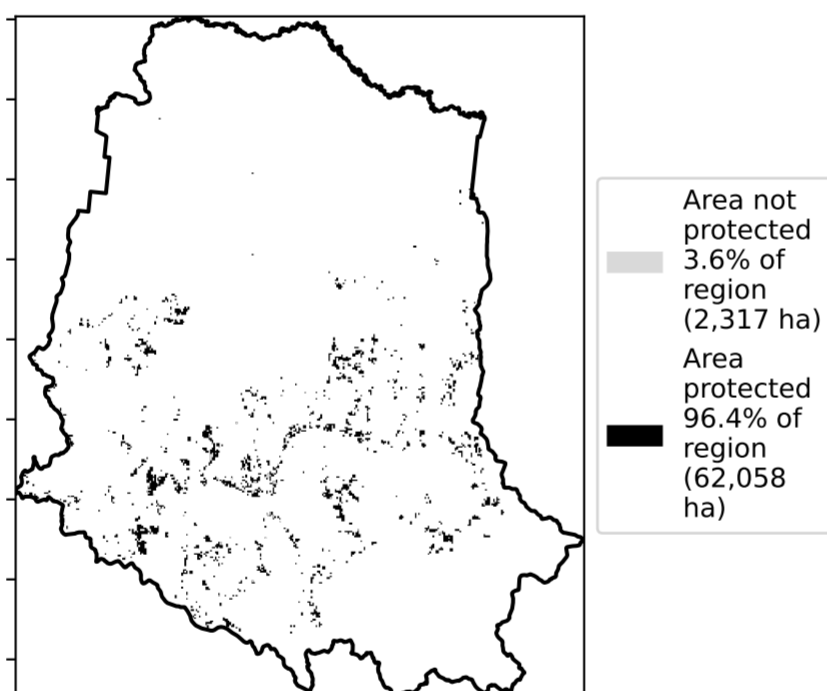 Area not
protected
3.6% of
region
(2,317 ha)
Area
protected
96.4% of
region
(62,058
ha)